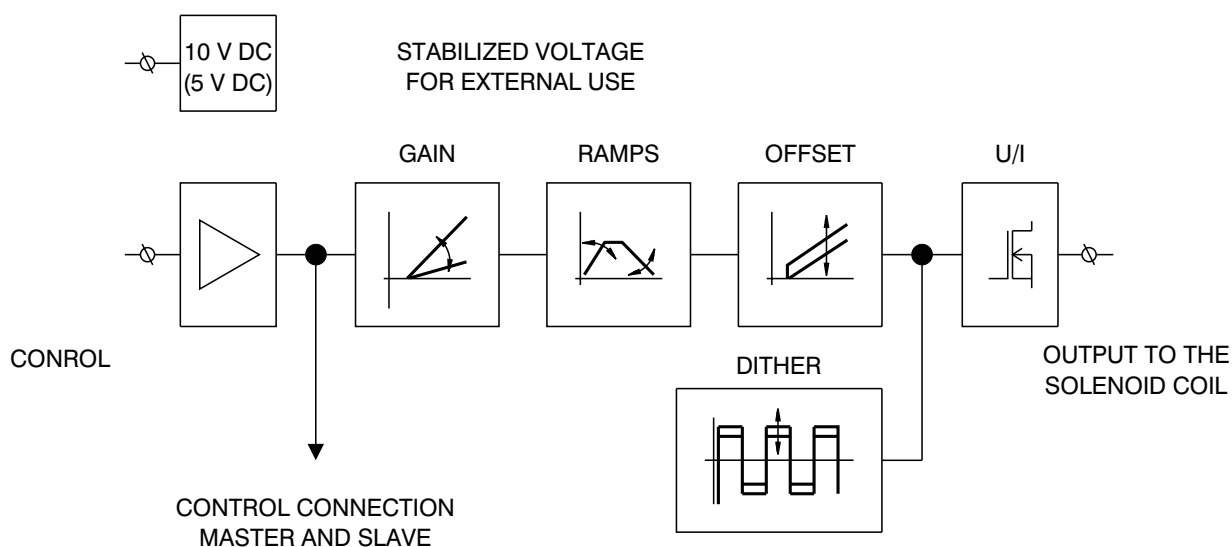 10 V DC
(5 V DC)
STABILIZED VOLTAGE
FOR EXTERNAL USE
GAIN
RAMPS
OFFSET
U/I
CONROL
OUTPUT TO THE
SOLENOID COIL
DITHER
CONTROL CONNECTION
MASTER AND SLAVE